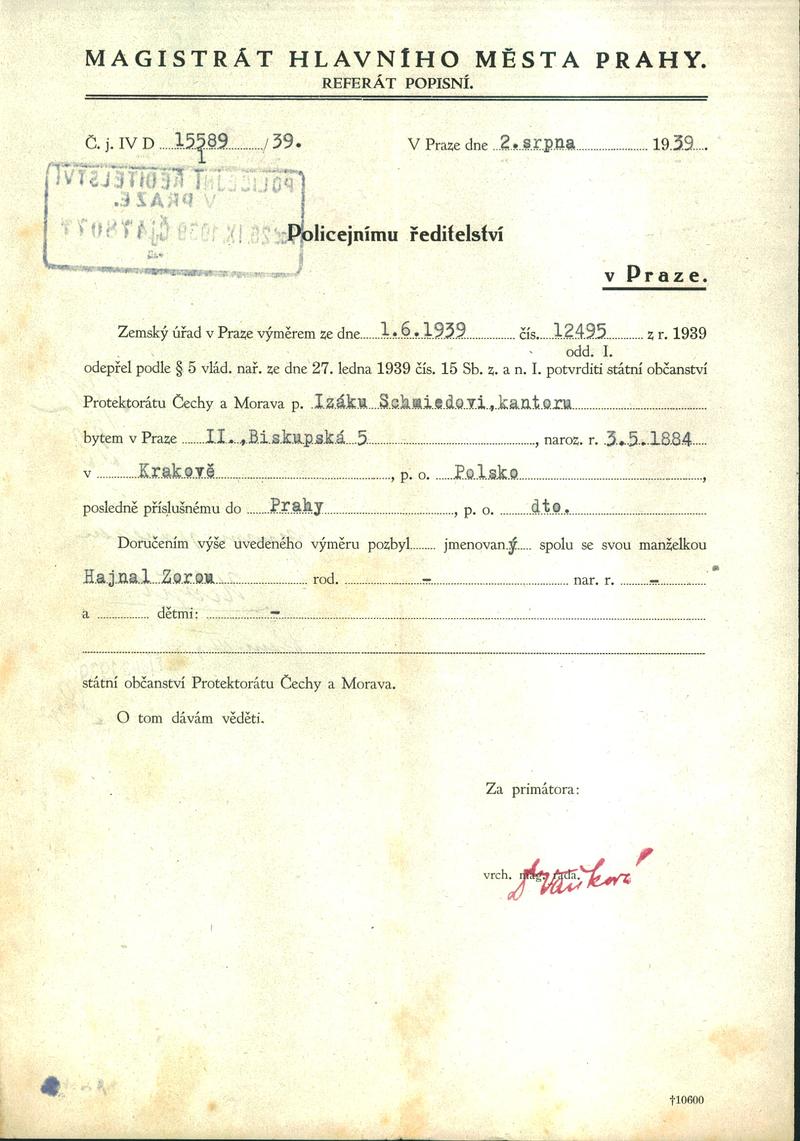 MAGISTRÁT HLAVNÍHO MĚSTA PRAHY.
REFERÁT POPISNÍ.
Č. j. IV D 15589 / 39. V Praze dne 2. srpna 1939.
1
POLICEJNÍ ŘEDITELSTVÍ
V PRAZE.
Policejnímu ředitelství
v Praze.
Zemský úřad v Praze výměrem ze dne 1.6.1939 čís. 12495 z r. 1939
odd. I.
odepřel podle § 5 vlád. nař. ze dne 27. ledna 1939 čís. 15 Sb. z. a n. I. potvrditi státní občanství
Protektorátu Čechy a Morava p. Izáku Schmiedovi, kantoru
bytem v Praze II., Biskupská 5, naroz. r. 3.5.1884
v Krakově, p. o. Polsko,
posledně příslušnému do Prahy, p. o. dto.
Doručením výše uvedeného výměru pozbyl jmenovaný spolu se svou manželkou
Hajnal Zorou rod. - nar. r. -
a dětmi: -
státní občanství Protektorátu Čechy a Morava.
O tom dávám věděti.
Za primátora:
vrch. mag. rada.
†10600